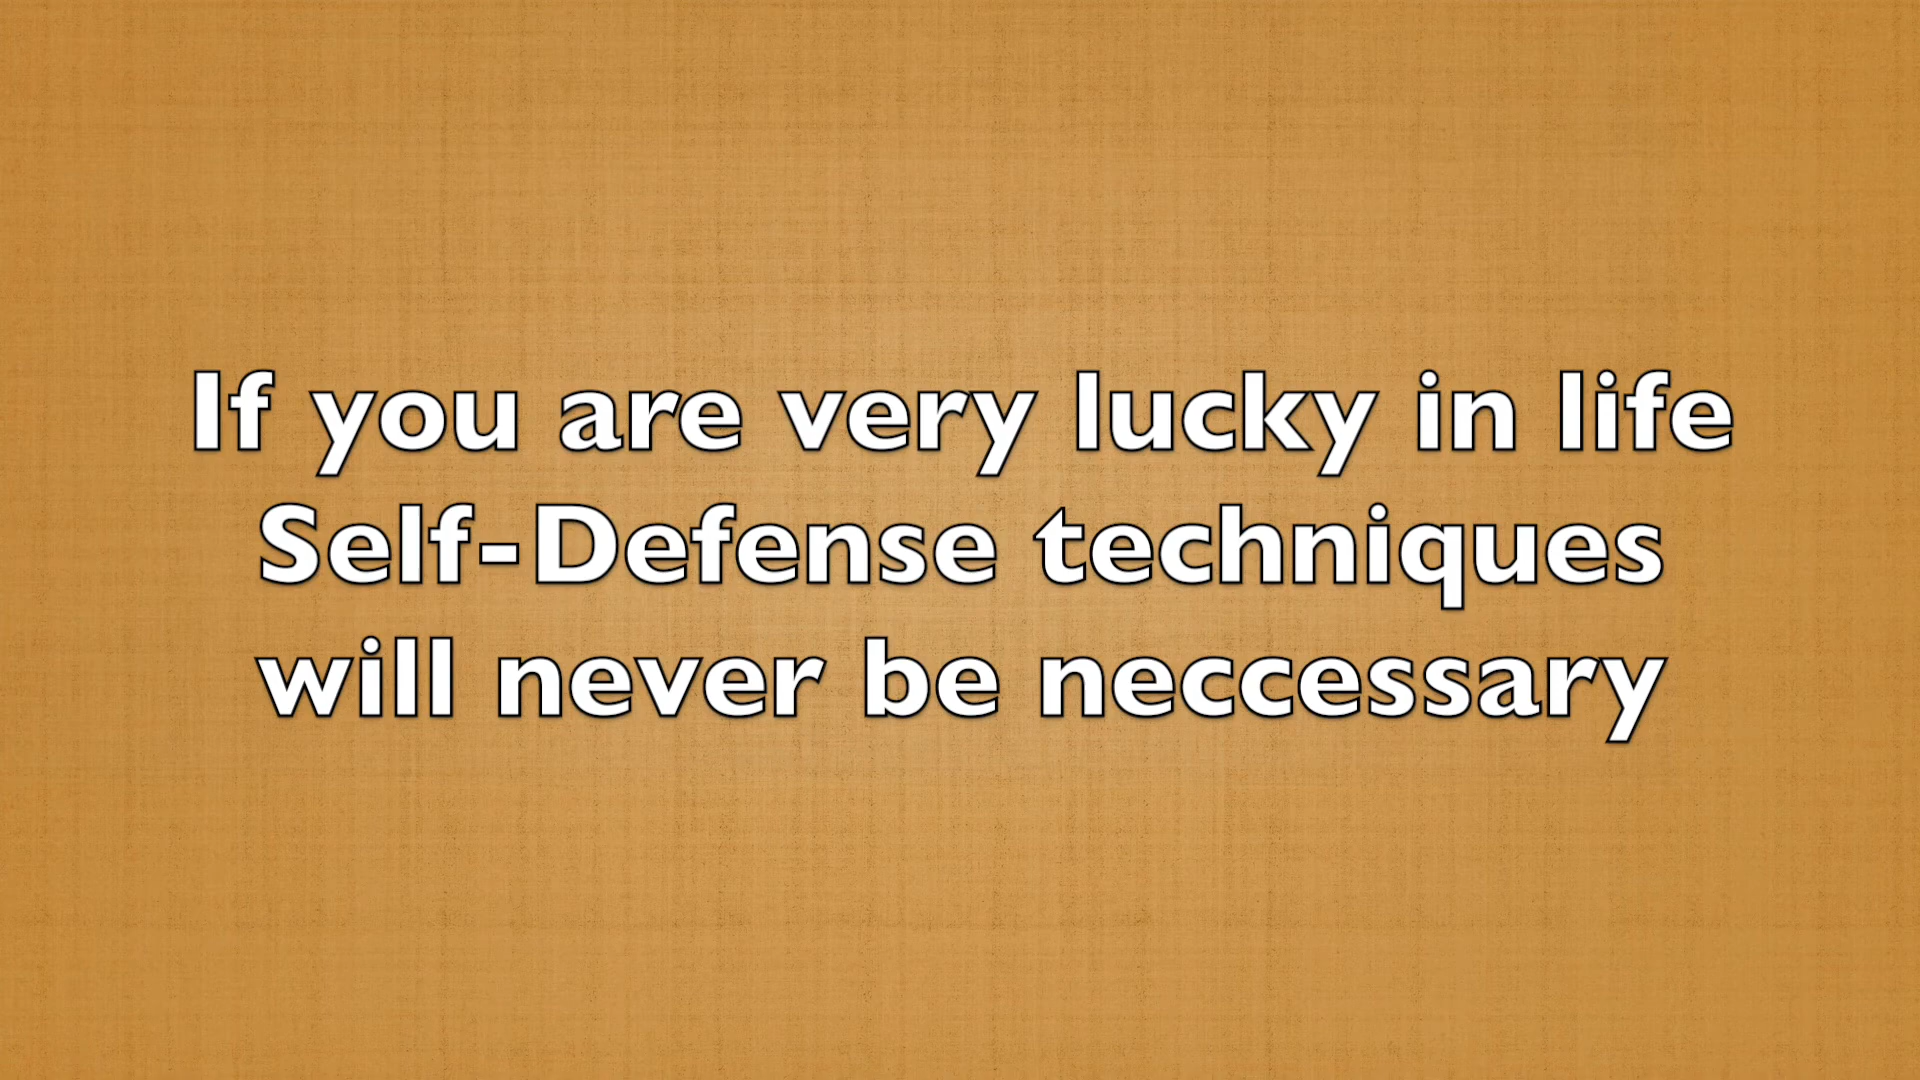 If you are very lucky in life
Self-Defense techniques
will never be neccessary